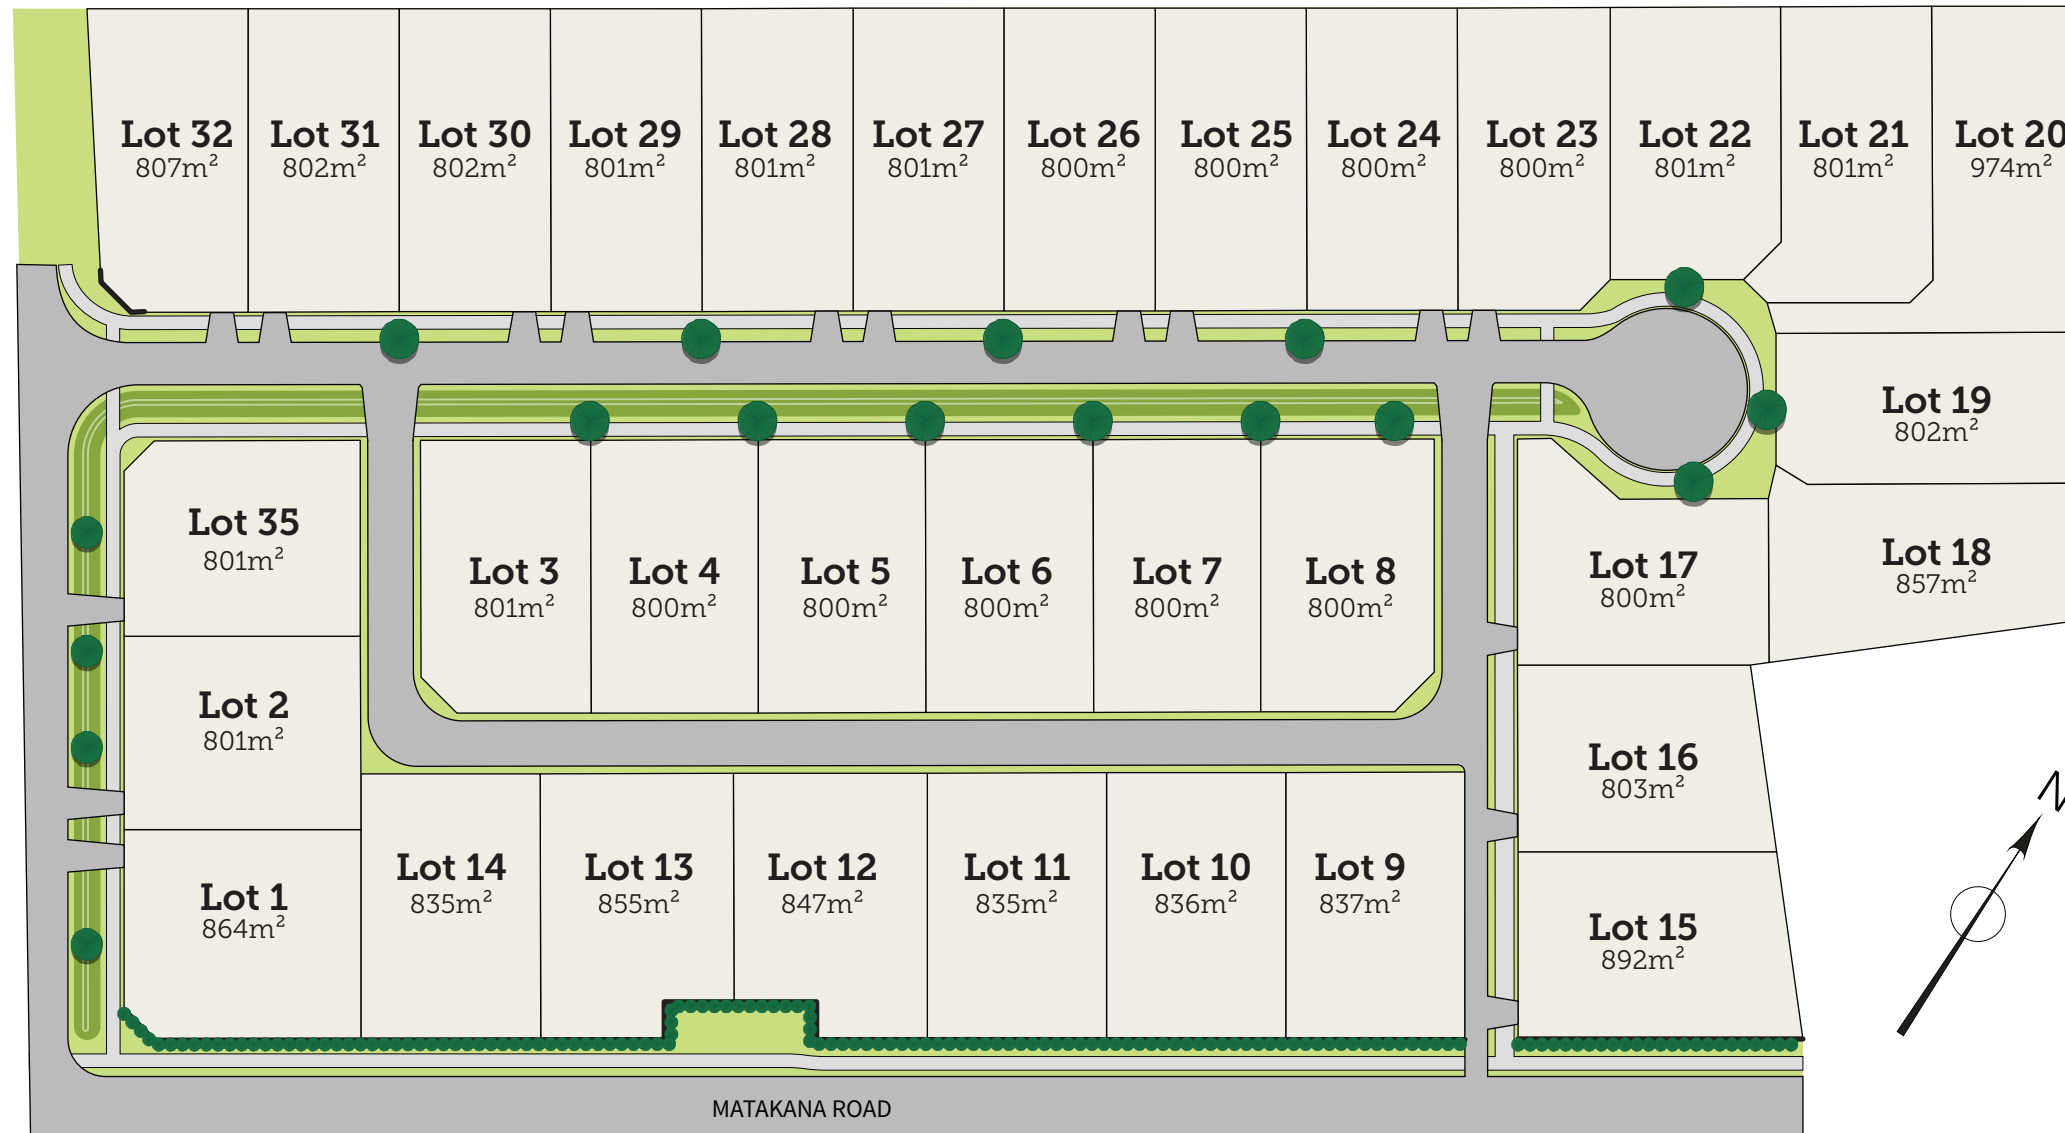 Lot 32
807m²
Lot 31
802m²
Lot 30
802m²
Lot 29
801m²
Lot 28
801m²
Lot 27
801m²
Lot 26
800m²
Lot 25
800m²
Lot 24
800m²
Lot 23
800m²
Lot 22
801m²
Lot 21
801m²
Lot 20
974m²
Lot 19
802m²
Lot 18
857m²
Lot 35
801m²
Lot 3
801m²
Lot 4
800m²
Lot 5
800m²
Lot 6
800m²
Lot 7
800m²
Lot 8
800m²
Lot 17
800m²
Lot 2
801m²
Lot 16
803m²
Lot 1
864m²
Lot 14
835m²
Lot 13
855m²
Lot 12
847m²
Lot 11
835m²
Lot 10
836m²
Lot 9
837m²
Lot 15
892m²
N
MATAKANA ROAD